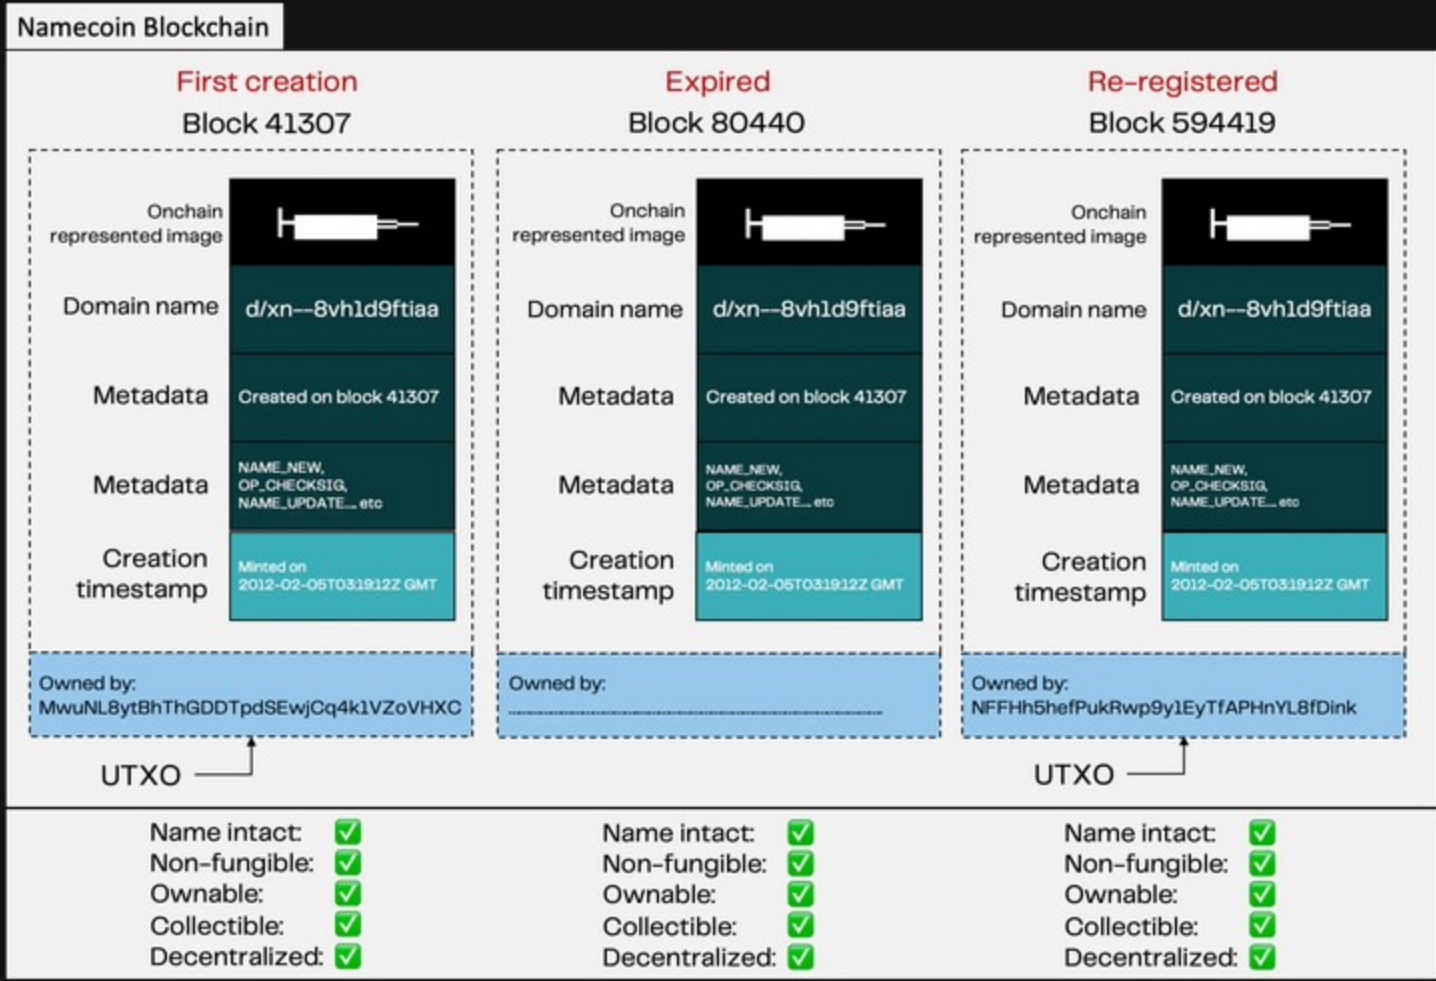 Namecoin Blockchain
First creation
Block 41307
Onchain
represented image
Domain name
d/xn--8vh1d9ftiaa
Metadata
Created on block 41307
Metadata
NAME_NEW,
OP_CHECKSIG,
NAME_UPDATE.... etc
Creation
timestamp
Minted on
2012-02-05T03:19:12Z GMT
Owned by:
MwuNL8ytBhThGDDTpdSEwjCq4k1VZoVHXC
UTXO
Name intact: ✅
Non-fungible: ✅
Ownable: ✅
Collectible: ✅
Decentralized: ✅
Expired
Block 80440
Onchain
represented image
Domain name
d/xn--8vh1d9ftiaa
Metadata
Created on block 41307
Metadata
NAME_NEW,
OP_CHECKSIG,
NAME_UPDATE.... etc
Creation
timestamp
Minted on
2012-02-05T03:19:12Z GMT
Owned by:
Name intact: ✅
Non-fungible: ✅
Ownable: ✅
Collectible: ✅
Decentralized: ✅
Re-registered
Block 594419
Onchain
represented image
Domain name
d/xn--8vh1d9ftiaa
Metadata
Created on block 41307
Metadata
NAME_NEW,
OP_CHECKSIG,
NAME_UPDATE.... etc
Creation
timestamp
Minted on
2012-02-05T03:19:12Z GMT
Owned by:
NFFHh5hefPukRwp9y1EyTfAPHnYL8fDink
UTXO
Name intact: ✅
Non-fungible: ✅
Ownable: ✅
Collectible: ✅
Decentralized: ✅